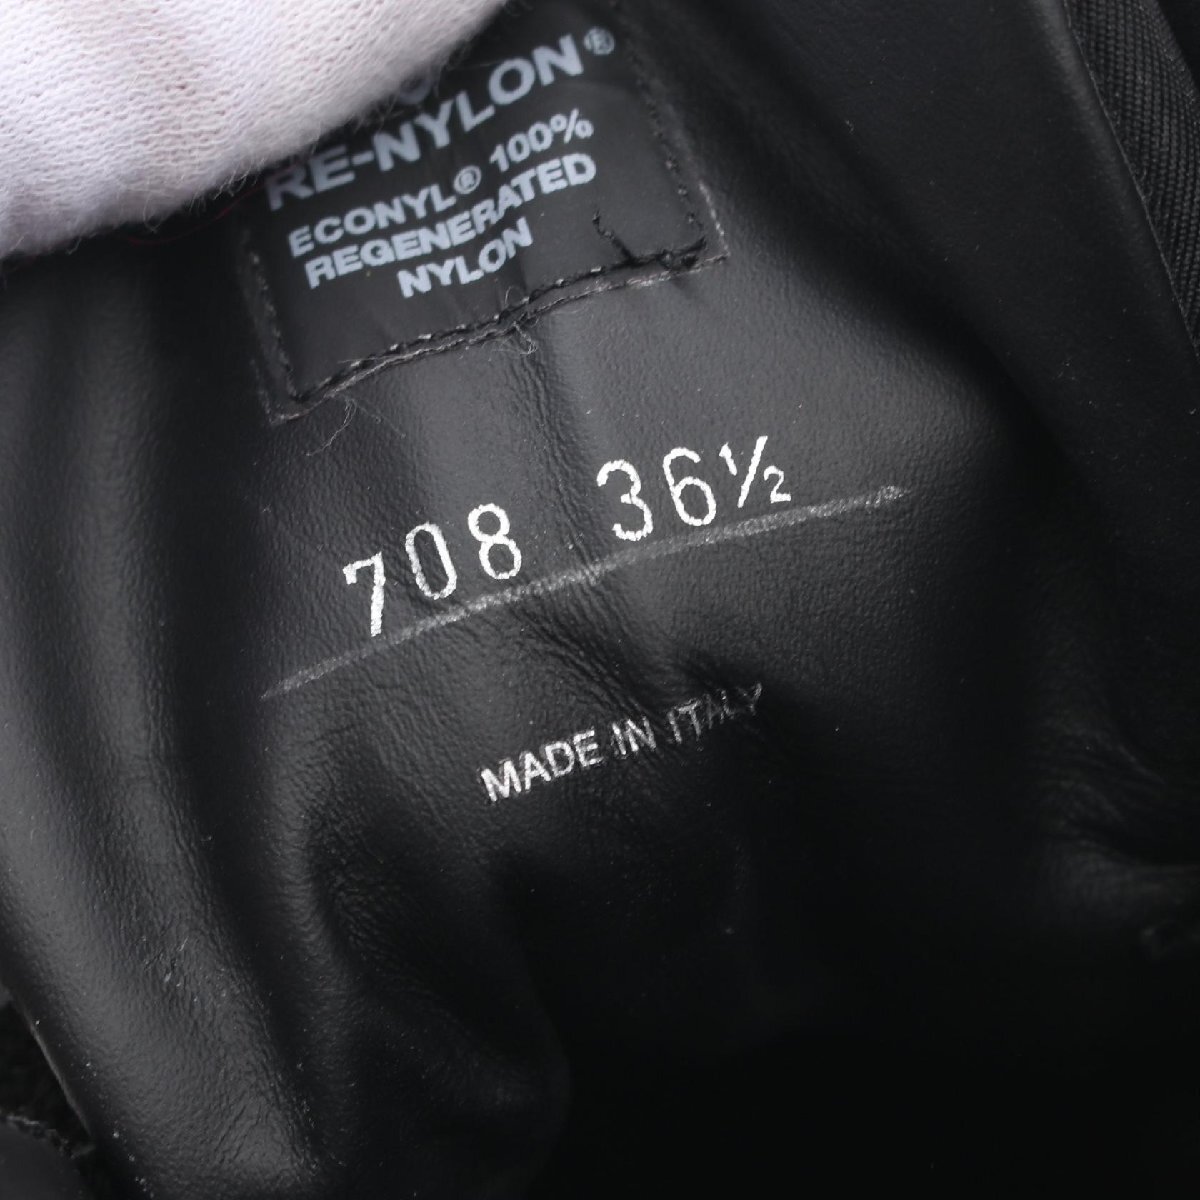 RE-NYLON®
ECONYL® 100%
REGENERATED
NYLON
708 36½
MADE IN ITALY